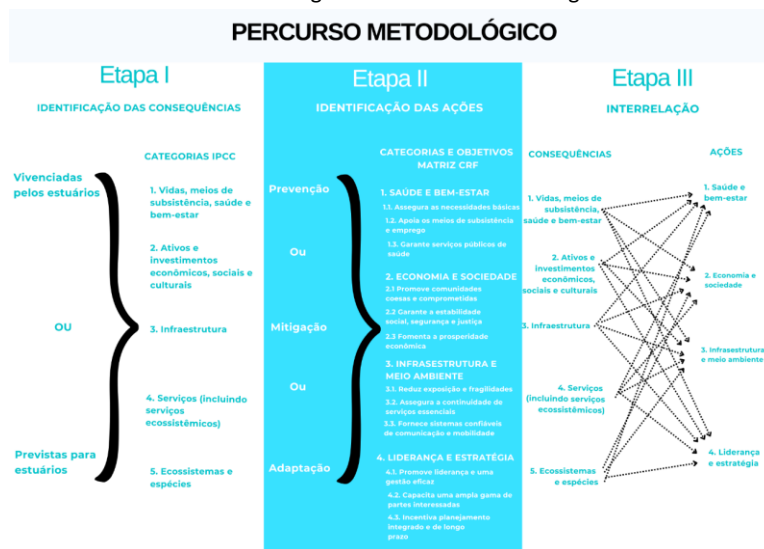 PERCURSO METODOLÓGICO
Etapa I
IDENTIFICAÇÃO DAS CONSEQUÊNCIAS
CATEGORIAS IPCC
Vivenciadas
pelos estuários
OU
Previstas para
estuários
1. Vidas, meios de
subsistência, saúde e
bem-estar
2. Ativos e
investimentos
econômicos, sociais e
culturais
3. Infraestrutura
4. Serviços (incluindo
serviços
ecossistêmicos)
5. Ecossistemas e
espécies
Etapa II
IDENTIFICAÇÃO DAS AÇÕES
Prevenção
Ou
Mitigação
Ou
Adaptação
CATEGORIAS E OBJETIVOS
MATRIZ CRF
1. SAÚDE E BEM-ESTAR
1.1. Assegura as necessidades básicas
1.2. Apoia os meios de subsistência
e emprego
1.3. Garante serviços públicos de
saúde
2. ECONOMIA E SOCIEDADE
2.1 Promove comunidades
coesas e comprometidas
2.2 Garante a estabilidade
social, segurança e justiça
2.3 Fomenta a prosperidade
econômica
3. INFRASESTRUTURA E
MEIO AMBIENTE
3.1. Reduz exposição e fragilidades
3.2. Assegura a continuidade de
serviços essenciais
3.3. Fornece sistemas confiáveis
de comunicação e mobilidade
4. LIDERANÇA E ESTRATÉGIA
4.1. Promove liderança e uma
gestão eficaz
4.2. Capacita uma ampla gama de
partes interessadas
4.3. Incentiva planejamento
integrado e de longo
prazo
Etapa III
INTERRELAÇÃO
CONSEQUÊNCIAS
1. Vidas, meios de
subsistência,
saúde e bem-estar
2. Ativos e
investimentos
econômicos,
sociais e culturais
3. Infraestrutura
4. Serviços
(incluindo serviços
ecossistêmicos)
5. Ecossistemas
e espécies
AÇÕES
1. Saúde e
bem-estar
2. Economia e
sociedade
3. Infrasestrutura
e meio ambiente
4. Liderança
e estratégia